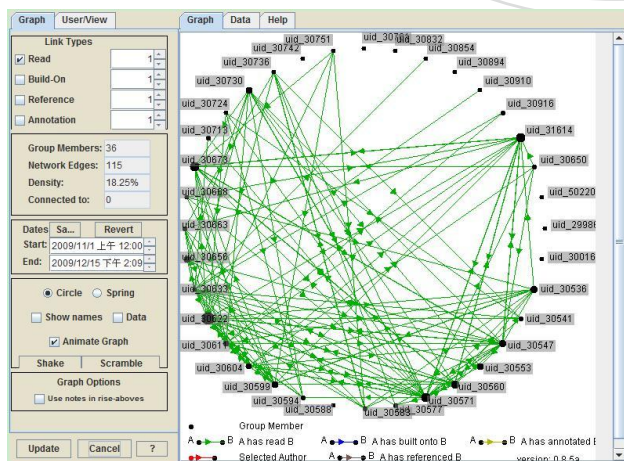 Graph
User/View
Link Types
Read 1
Build-On 1
Reference 1
Annotation 1
Group Members: 36
Network Edges: 115
Density: 18.25%
Connected to: 0
Dates Sa... Revert
Start: 2009/11/1 上午 12:00
End: 2009/12/15 下午 2:09
Circle Spring
Show names Data
Animate Graph
Shake Scramble
Graph Options
Use notes in rise-aboves
Update Cancel ?
Graph Data Help
uid_30751
uid_30832
uid_30742
uid_30854
uid_30736
uid_30894
uid_30730
uid_30910
uid_30724
uid_30916
uid_30713
uid_31614
uid_30673
uid_30650
uid_30668
uid_50220
uid_30663
uid_2998
uid_30656
uid_30016
uid_30633
uid_30536
uid_30622
uid_30541
uid_3061
uid_30547
uid_30604
uid_30553
uid_30599
uid_30560
uid_30594
uid_30571
uid_30588
uid_30577
Group Member
A B A has read B A B A has built onto B A B A has annotated B
Selected Author A B A has referenced B version: 0.8.5a